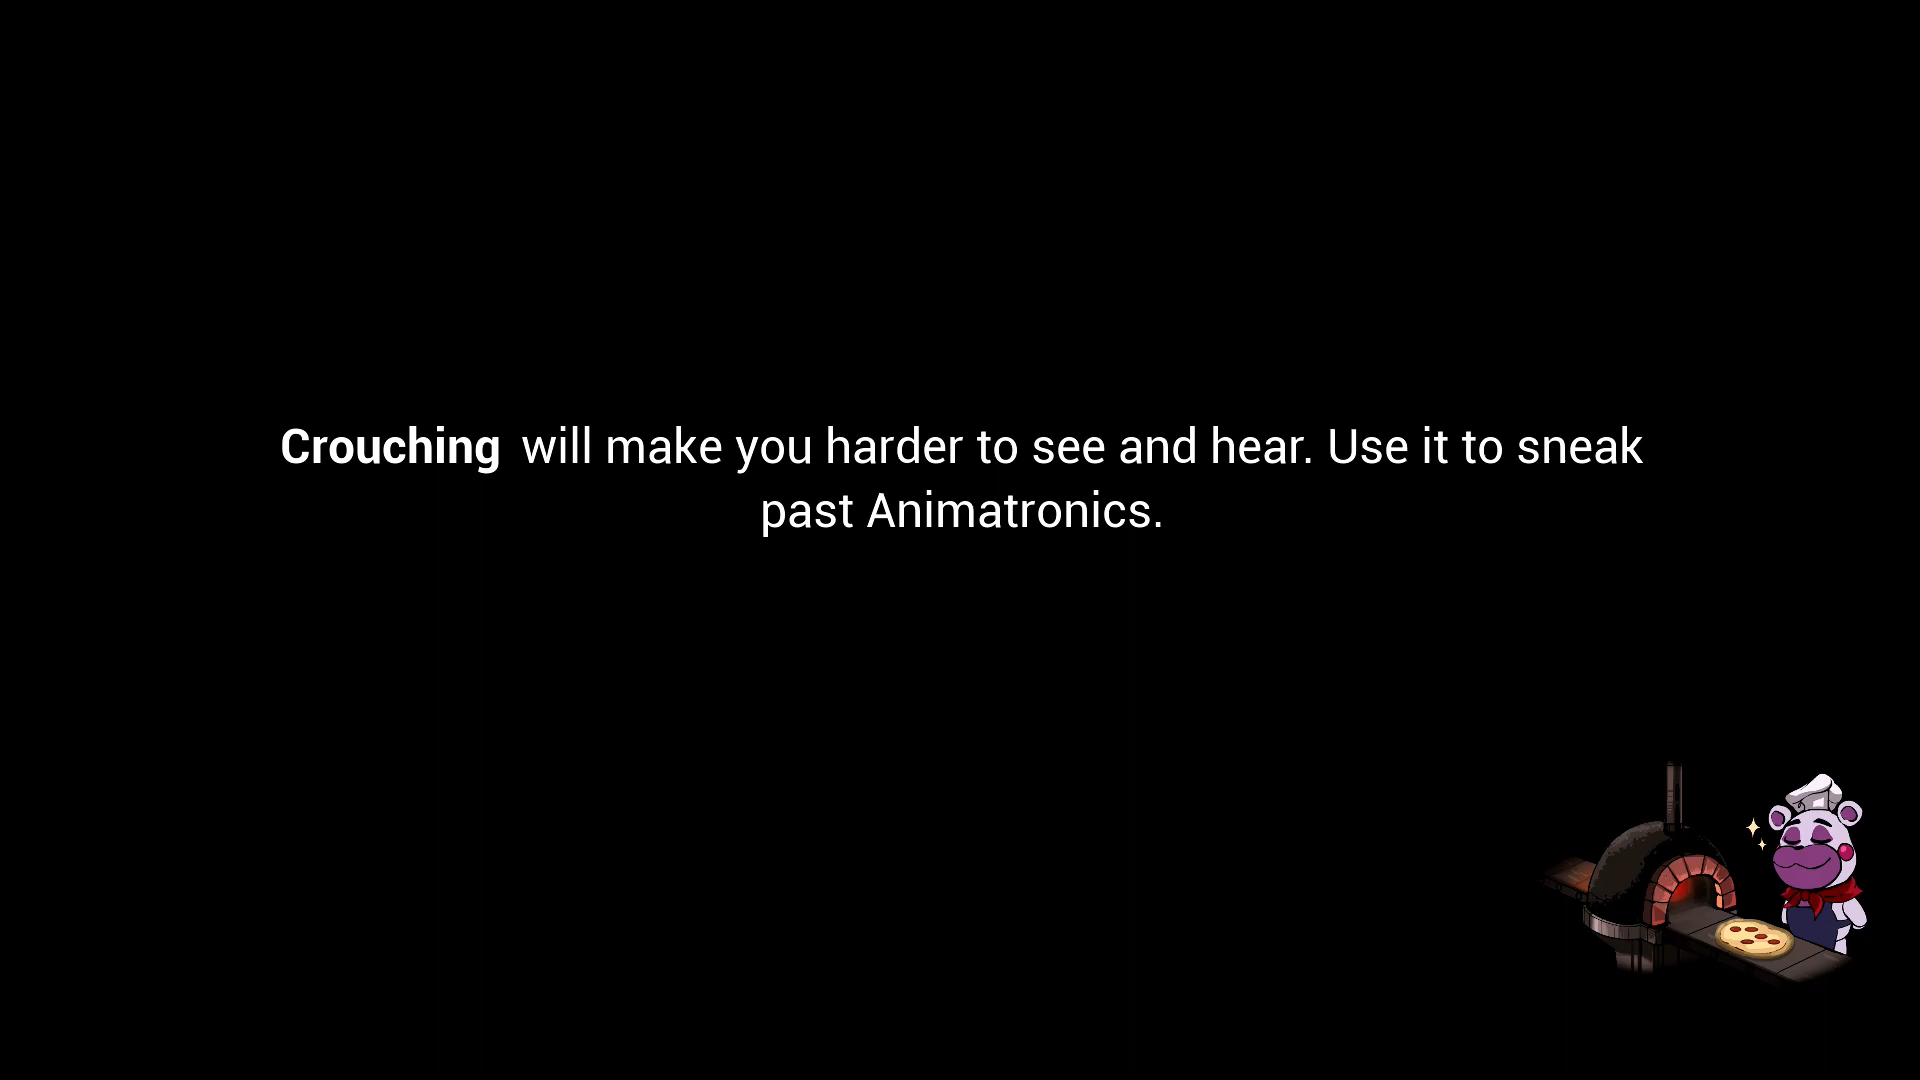 Crouching will make you harder to see and hear. Use it to sneak
past Animatronics.